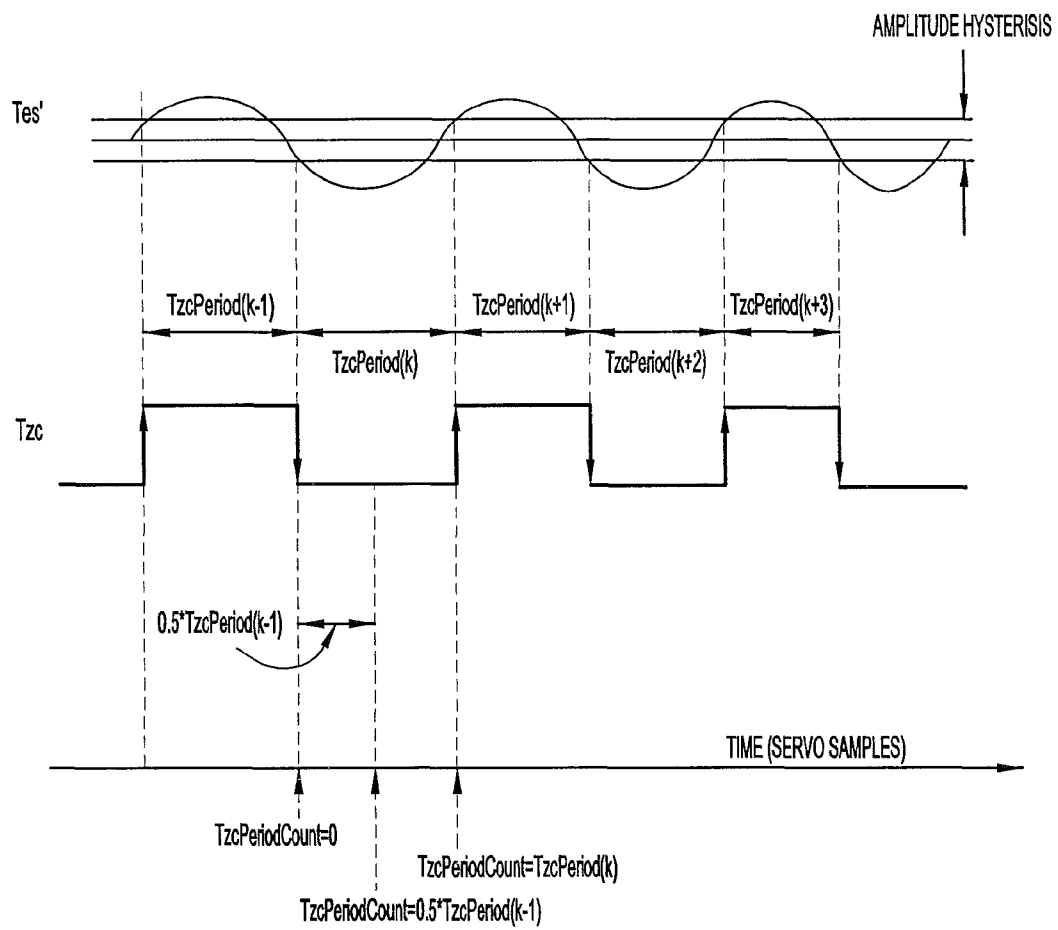 AMPLITUDE HYSTERISIS
Tes'
TzcPeriod(k-1)
TzcPeriod(k+1)
TzcPeriod(k+3)
TzcPeriod(k)
TzcPeriod(k+2)
Tzc
0.5*TzcPeriod(k-1)
TIME (SERVO SAMPLES)
TzcPeriodCount=0
TzcPeriodCount=TzcPeriod(k)
TzcPeriodCount=0.5*TzcPeriod(k-1)